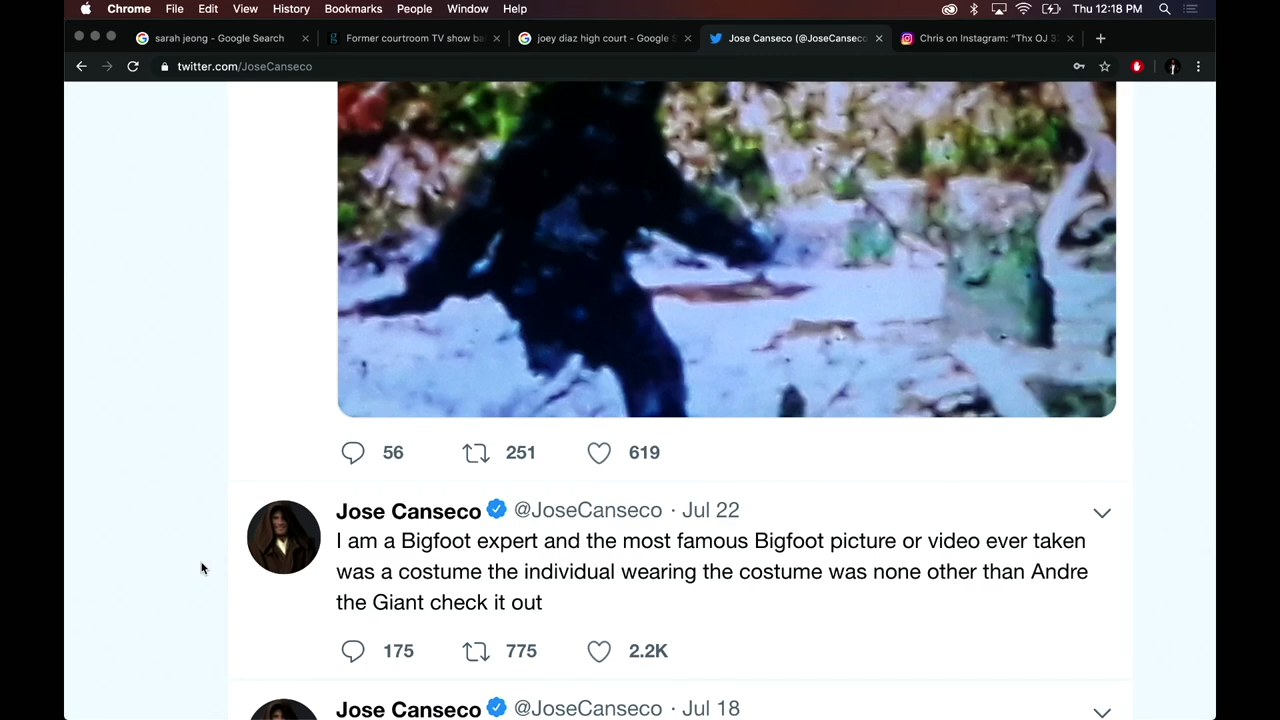 Chrome File Edit View History Bookmarks People Window Help Thu 12:18 PM
sarah jeong - Google Search
Former courtroom TV show ba
joey diaz high court - Google S
Jose Canseco (@JoseCanseco
Chris on Instagram: "Thx OJ 3
twitter.com/JoseCanseco
56 251 619
Jose Canseco @JoseCanseco · Jul 22
I am a Bigfoot expert and the most famous Bigfoot picture or video ever taken
was a costume the individual wearing the costume was none other than Andre
the Giant check it out
175 775 2.2K
Jose Canseco @JoseCanseco · Jul 18